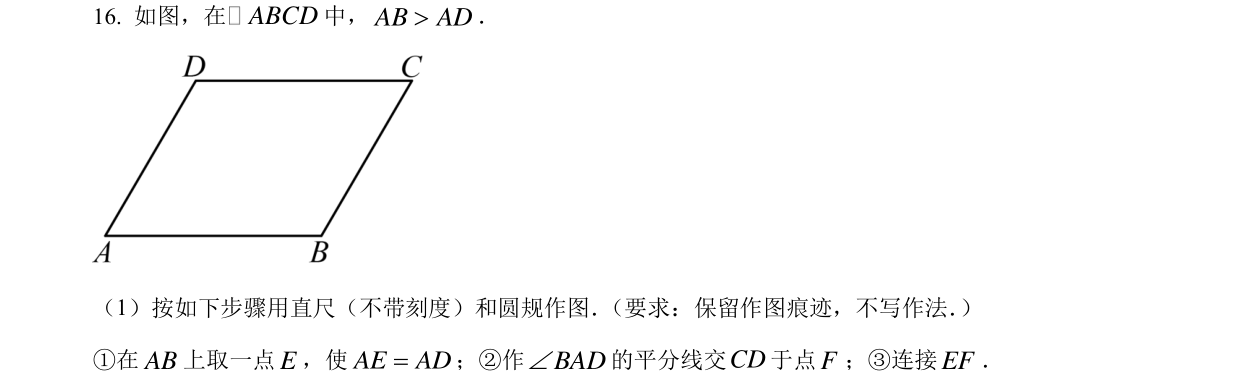 16. 如图，在□ ABCD 中， AB > AD．
D
C
A
B
（1）按如下步骤用直尺（不带刻度）和圆规作图．（要求：保留作图痕迹，不写作法．）
①在 AB 上取一点 E ，使 AE = AD；②作∠BAD 的平分线交 CD 于点 F ；③连接 EF ．